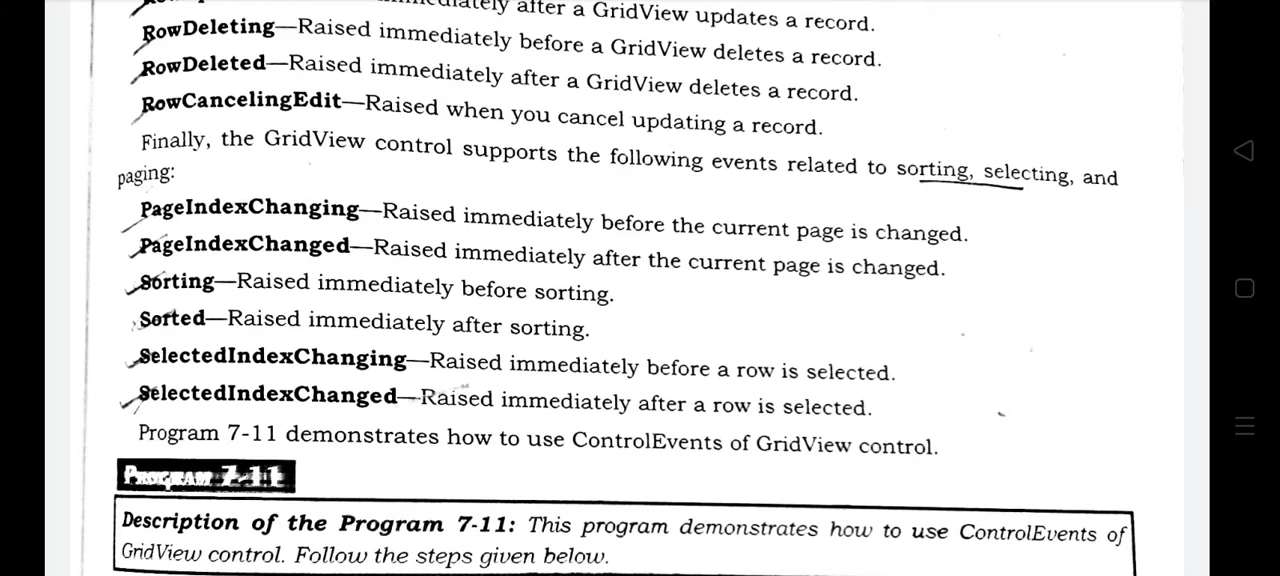 immediately after a GridView updates a record.
RowDeleting—Raised immediately before a GridView deletes a record.
RowDeleted—Raised immediately after a GridView deletes a record.
RowCancelingEdit—Raised when you cancel updating a record.
Finally, the GridView control supports the following events related to sorting, selecting, and
paging:
PageIndexChanging—Raised immediately before the current page is changed.
PageIndexChanged—Raised immediately after the current page is changed.
Sorting—Raised immediately before sorting.
Sorted—Raised immediately after sorting.
SelectedIndexChanging—Raised immediately before a row is selected.
SelectedIndexChanged—Raised immediately after a row is selected.
Program 7-11 demonstrates how to use ControlEvents of GridView control.
PROGRAM 7-11
Description of the Program 7-11: This program demonstrates how to use ControlEvents of
GridView control. Follow the steps given below.